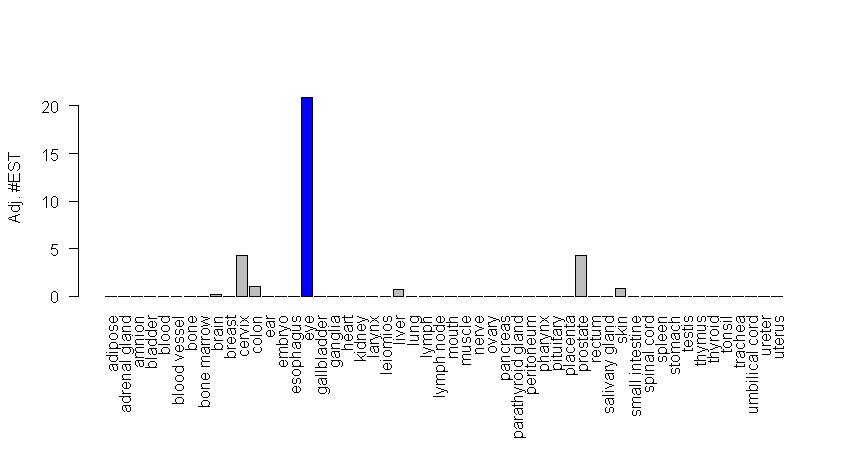 Adj. #EST
20
15
10
5
0
adipose
adrenal gland
amnion
bladder
blood
blood vessel
bone
bone marrow
brain
breast
cervix
colon
ear
embryo
esophagus
eye
gallbladder
ganglia
heart
kidney
larynx
leiomios
liver
lung
lymph
lymph node
mouth
muscle
nerve
ovary
pancreas
parathyroid gland
peritoneum
pharynx
pituitary
placenta
prostate
rectum
salivary gland
skin
small intestine
spinal cord
spleen
stomach
testis
thymus
thyroid
tonsil
trachea
umbilical cord
ureter
uterus